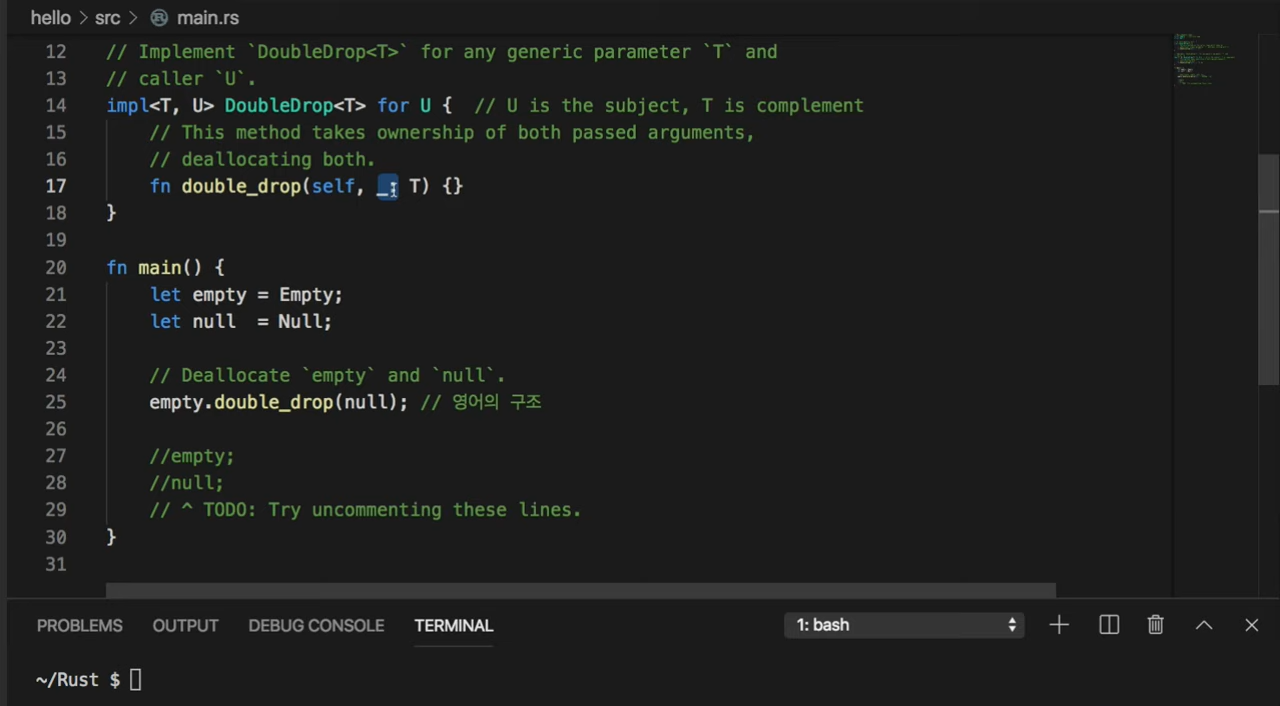 hello > src > main.rs
12 // Implement `DoubleDrop<T>` for any generic parameter `T` and
13 // caller `U`.
14 impl<T, U> DoubleDrop<T> for U { // U is the subject, T is complement
15 // This method takes ownership of both passed arguments,
16 // deallocating both.
17 fn double_drop(self, _: T) {}
18 }
19
20 fn main() {
21 let empty = Empty;
22 let null  = Null;
23
24 // Deallocate `empty` and `null`.
25 empty.double_drop(null); // 영어의 구조
26
27 //empty;
28 //null;
29 // ^ TODO: Try uncommenting these lines.
30 }
31
PROBLEMS OUTPUT DEBUG CONSOLE TERMINAL 1: bash
~/Rust $